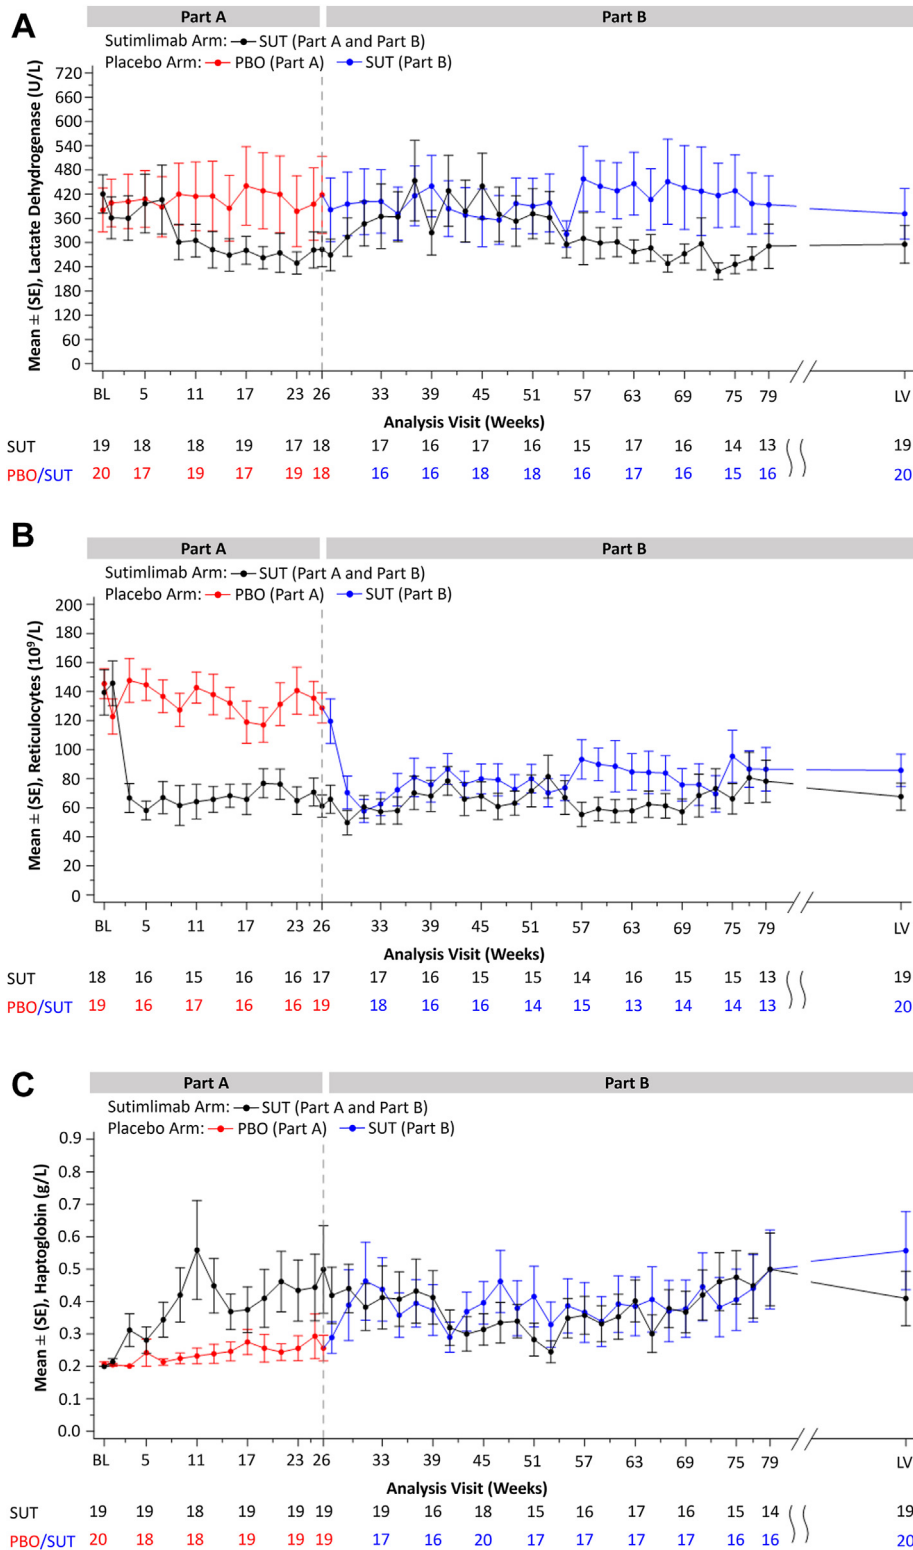 A
Part A Part B
Sutimlimab Arm: SUT (Part A and Part B)
Placebo Arm: PBO (Part A) SUT (Part B)
Mean ± (SE), Lactate Dehydrogenase (U/L)
720
660
600
540
480
420
360
300
240
180
120
60
0
BL 5 11 17 23 26 33 39 45 51 57 63 69 75 79 LV
Analysis Visit (Weeks)
SUT 19 18 18 19 17 18 17 16 17 16 15 17 16 14 13 19
PBO/SUT 20 17 19 17 19 18 16 16 18 18 16 17 16 15 16 20
B
Part A Part B
Sutimlimab Arm: SUT (Part A and Part B)
Placebo Arm: PBO (Part A) SUT (Part B)
Mean ± (SE), Reticulocytes (10⁹/L)
200
180
160
140
120
100
80
60
40
20
0
BL 5 11 17 23 26 33 39 45 51 57 63 69 75 79 LV
Analysis Visit (Weeks)
SUT 18 16 15 16 16 17 17 16 15 15 14 16 15 15 13 19
PBO/SUT 19 16 17 16 16 19 18 16 16 14 15 13 14 14 13 20
C
Part A Part B
Sutimlimab Arm: SUT (Part A and Part B)
Placebo Arm: PBO (Part A) SUT (Part B)
Mean ± (SE), Haptoglobin (g/L)
0.9
0.8
0.7
0.6
0.5
0.4
0.3
0.2
0.1
0.0
BL 5 11 17 23 26 33 39 45 51 57 63 69 75 79 LV
Analysis Visit (Weeks)
SUT 19 19 18 19 19 19 19 16 18 15 16 17 16 15 14 19
PBO/SUT 20 18 18 19 19 19 17 16 20 17 17 17 17 16 16 20